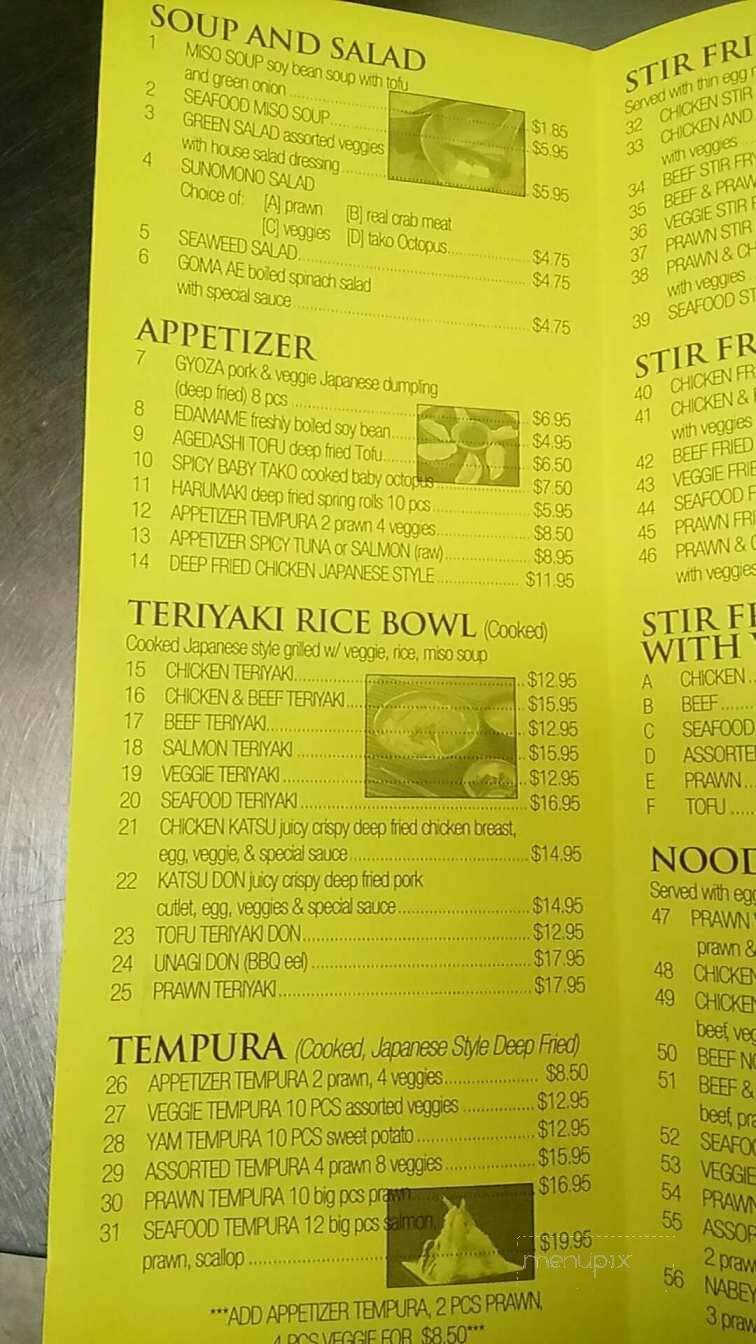 SOUP AND SALAD
1 MISO SOUP soy bean soup with tofu
and green onion $1.85
2 SEAFOOD MISO SOUP $5.95
3 GREEN SALAD assorted veggies
with house salad dressing $5.95
4 SUNOMONO SALAD
Choice of: [A] prawn [B] real crab meat
[C] veggies [D] tako Octopus $4.75
5 SEAWEED SALAD $4.75
6 GOMA AE boiled spinach salad
with special sauce $4.75
APPETIZER
7 GYOZA pork & veggie Japanese dumpling
(deep fried) 8 pcs $6.95
8 EDAMAME freshly boiled soy bean $4.95
9 AGEDASHI TOFU deep fried Tofu $6.50
10 SPICY BABY TAKO cooked baby octopus $7.50
11 HARUMAKI deep fried spring rolls 10 pcs $5.95
12 APPETIZER TEMPURA 2 prawn 4 veggies $8.50
13 APPETIZER SPICY TUNA or SALMON (raw) $8.95
14 DEEP FRIED CHICKEN JAPANESE STYLE $11.95
TERIYAKI RICE BOWL (Cooked)
Cooked Japanese style grilled w/ veggie, rice, miso soup
15 CHICKEN TERIYAKI $12.95
16 CHICKEN & BEEF TERIYAKI $15.95
17 BEEF TERIYAKI $12.95
18 SALMON TERIYAKI $15.95
19 VEGGIE TERIYAKI $12.95
20 SEAFOOD TERIYAKI $16.95
21 CHICKEN KATSU juicy crispy deep fried chicken breast,
egg, veggie, & special sauce $14.95
22 KATSU DON juicy crispy deep fried pork
cutlet, egg, veggies & special sauce $14.95
23 TOFU TERIYAKI DON $12.95
24 UNAGI DON (BBQ eel) $17.95
25 PRAWN TERIYAKI $17.95
TEMPURA (Cooked, Japanese Style Deep Fried)
26 APPETIZER TEMPURA 2 prawn, 4 veggies $8.50
27 VEGGIE TEMPURA 10 PCS assorted veggies $12.95
28 YAM TEMPURA 10 PCS sweet potato $12.95
29 ASSORTED TEMPURA 4 prawn 8 veggies $15.95
30 PRAWN TEMPURA 10 big pcs prawn $16.95
31 SEAFOOD TEMPURA 12 big pcs salmon,
prawn, scallop $19.95
***ADD APPETIZER TEMPURA, 2 PCS PRAWN,
4 PCS VEGGIE FOR $8.50***
STIR FRI
Served with thin egg
32 CHICKEN STIR
33 CHICKEN AND
with veggies
34 BEEF STIR FR
35 BEEF & PRAW
36 VEGGIE STIR
37 PRAWN STIR
38 PRAWN & CH
with veggies
39 SEAFOOD ST
STIR FR
40 CHICKEN FR
41 CHICKEN &
with veggies
42 BEEF FRIED
43 VEGGIE FRIE
44 SEAFOOD F
45 PRAWN FRI
46 PRAWN &
with veggies
STIR
WITH
A CHICKEN
B BEEF
C SEAFOOD
D ASSORTE
E PRAWN
F TOFU
NOOD
Served with egg
47 PRAWN
prawn &
48 CHICKEN
49 CHICKEN
beef, veg
50 BEEF NO
51 BEEF &
beef, pra
52 SEAFOO
53 VEGGIE
54 PRAWN
55 ASSOR
2 praw
56 NABEY
3 praw
menupix